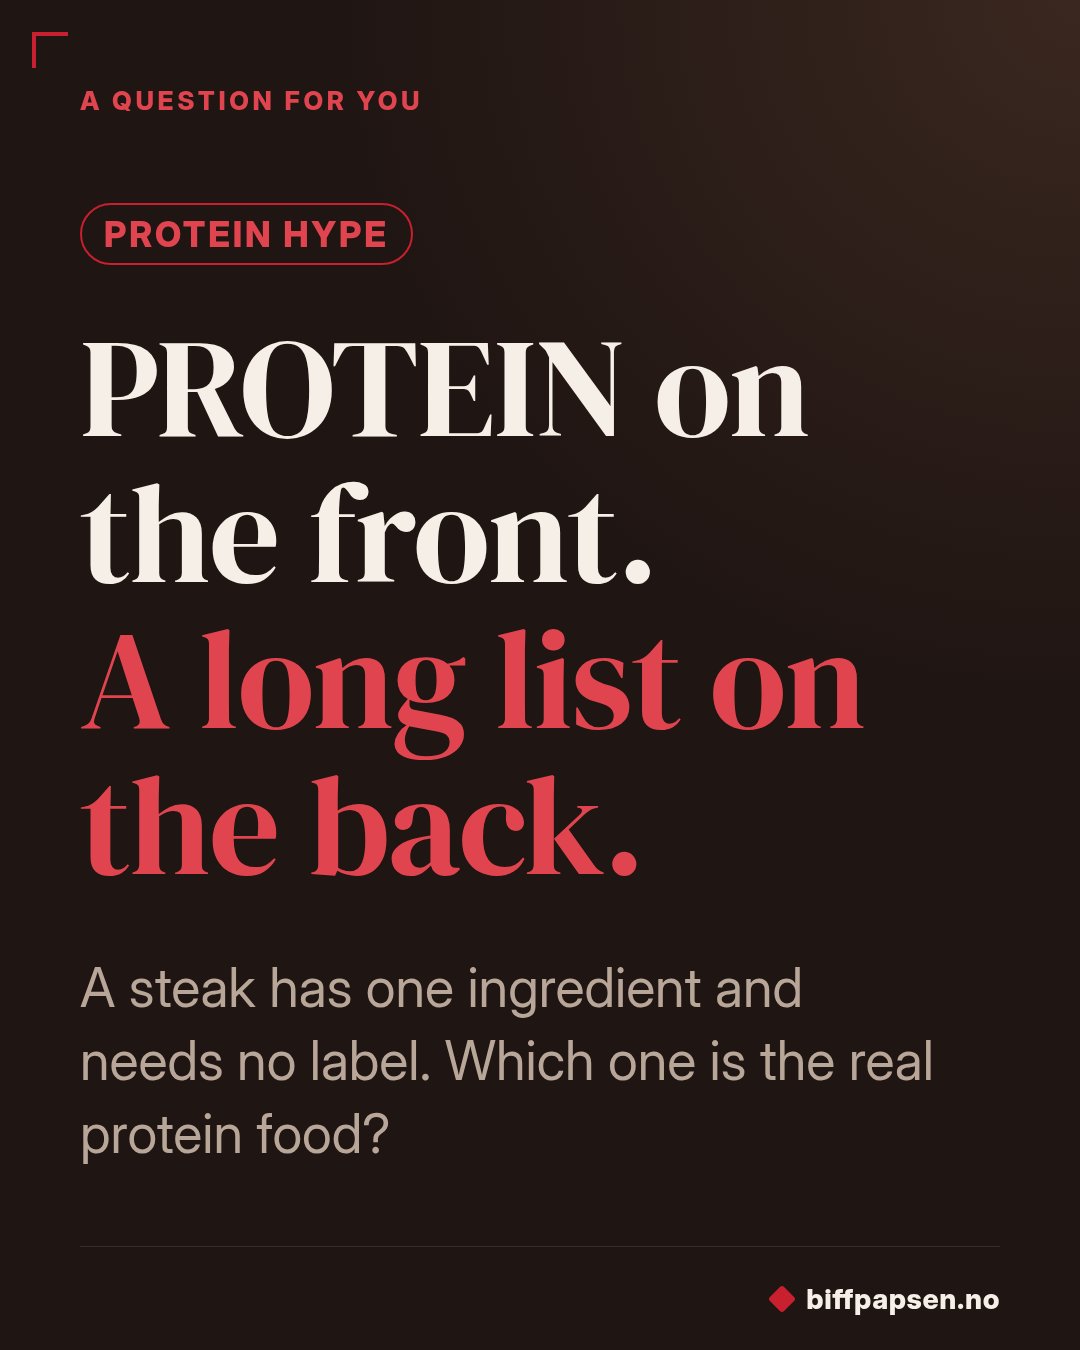 A QUESTION FOR YOU
PROTEIN HYPE
PROTEIN on
the front.
A long list on
the back.
A steak has one ingredient and
needs no label. Which one is the real
protein food?
biffpapsen.no